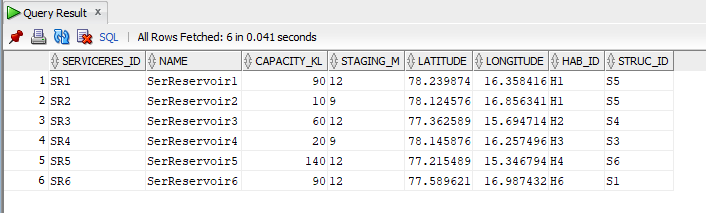 Query Result ×
SQL | All Rows Fetched: 6 in 0.041 seconds
SERVICERES_ID NAME CAPACITY_KL STAGING_M LATITUDE LONGITUDE HAB_ID STRUC_ID
1 SR1 SerReservoir1 90 12 78.239874 16.358416 H1 S5
2 SR2 SerReservoir2 10 9 78.124576 16.856341 H1 S5
3 SR3 SerReservoir3 60 12 77.362589 15.694714 H2 S4
4 SR4 SerReservoir4 20 9 78.145876 16.257496 H3 S3
5 SR5 SerReservoir5 140 12 77.215489 15.346794 H4 S6
6 SR6 SerReservoir6 90 12 77.589621 16.987432 H6 S1